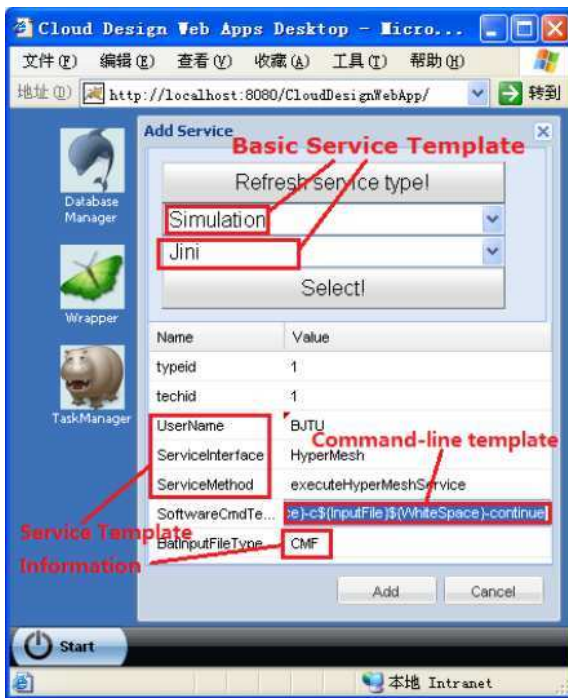 Cloud Design Web Apps Desktop - Micro...
文件(F) 编辑(E) 查看(V) 收藏(A) 工具(T) 帮助(H)
地址(D) http://localhost:8080/CloudDesignWebApp/ 转到
Add Service
Basic Service Template
Refresh service type!
Simulation
Jini
Select!
Database
Manager
Wrapper
TaskManager
Name Value
typeid 1
techid 1
UserName BJTU
Command-line template
ServiceInterface HyperMesh
ServiceMethod executeHyperMeshService
SoftwareCmdTe... ce}-c${InputFile}${WhiteSpace}-continue
Service Template
BatInputFileType CMF
Information
Add Cancel
Start
本地 Intranet